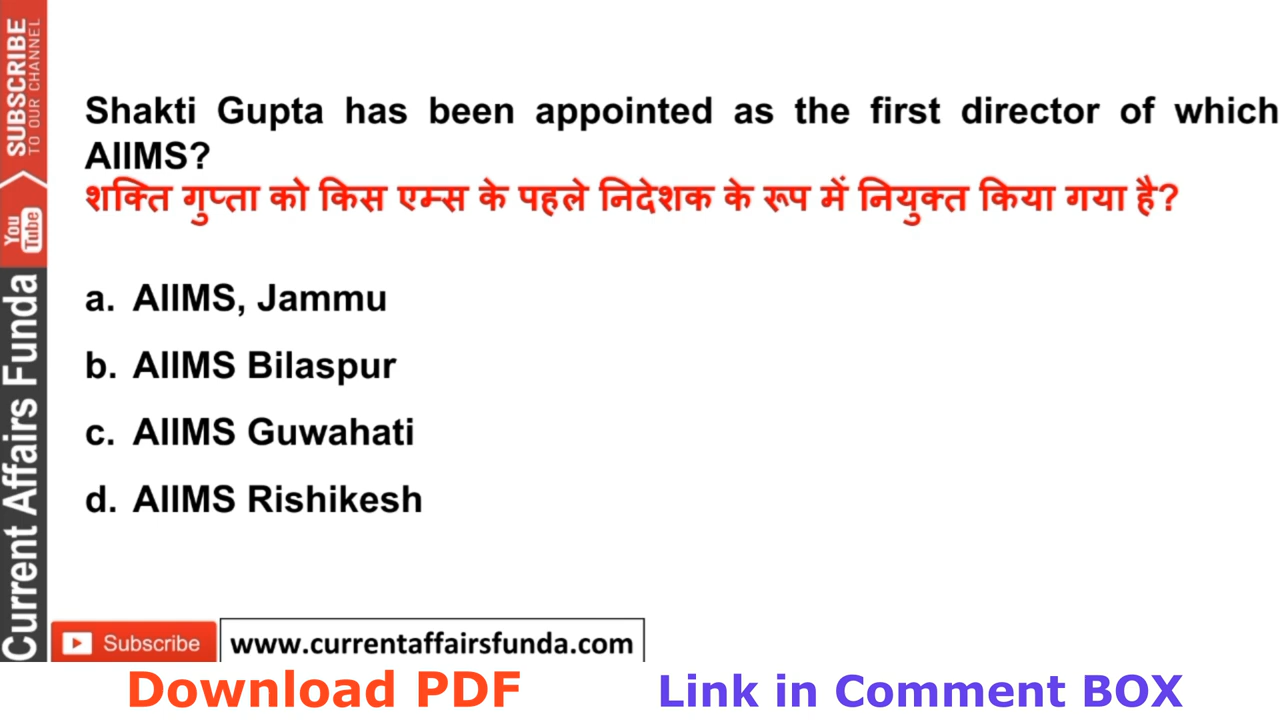 SUBSCRIBE
TO OUR CHANNEL
You
Tube
Current Affairs Funda
Shakti Gupta has been appointed as the first director of which
AIIMS?
शक्ति गुप्ता को किस एम्स के पहले निदेशक के रूप में नियुक्त किया गया है?
a. AIIMS, Jammu
b. AIIMS Bilaspur
c. AIIMS Guwahati
d. AIIMS Rishikesh
Subscribe
www.currentaffairsfunda.com
Download PDF
Link in Comment BOX